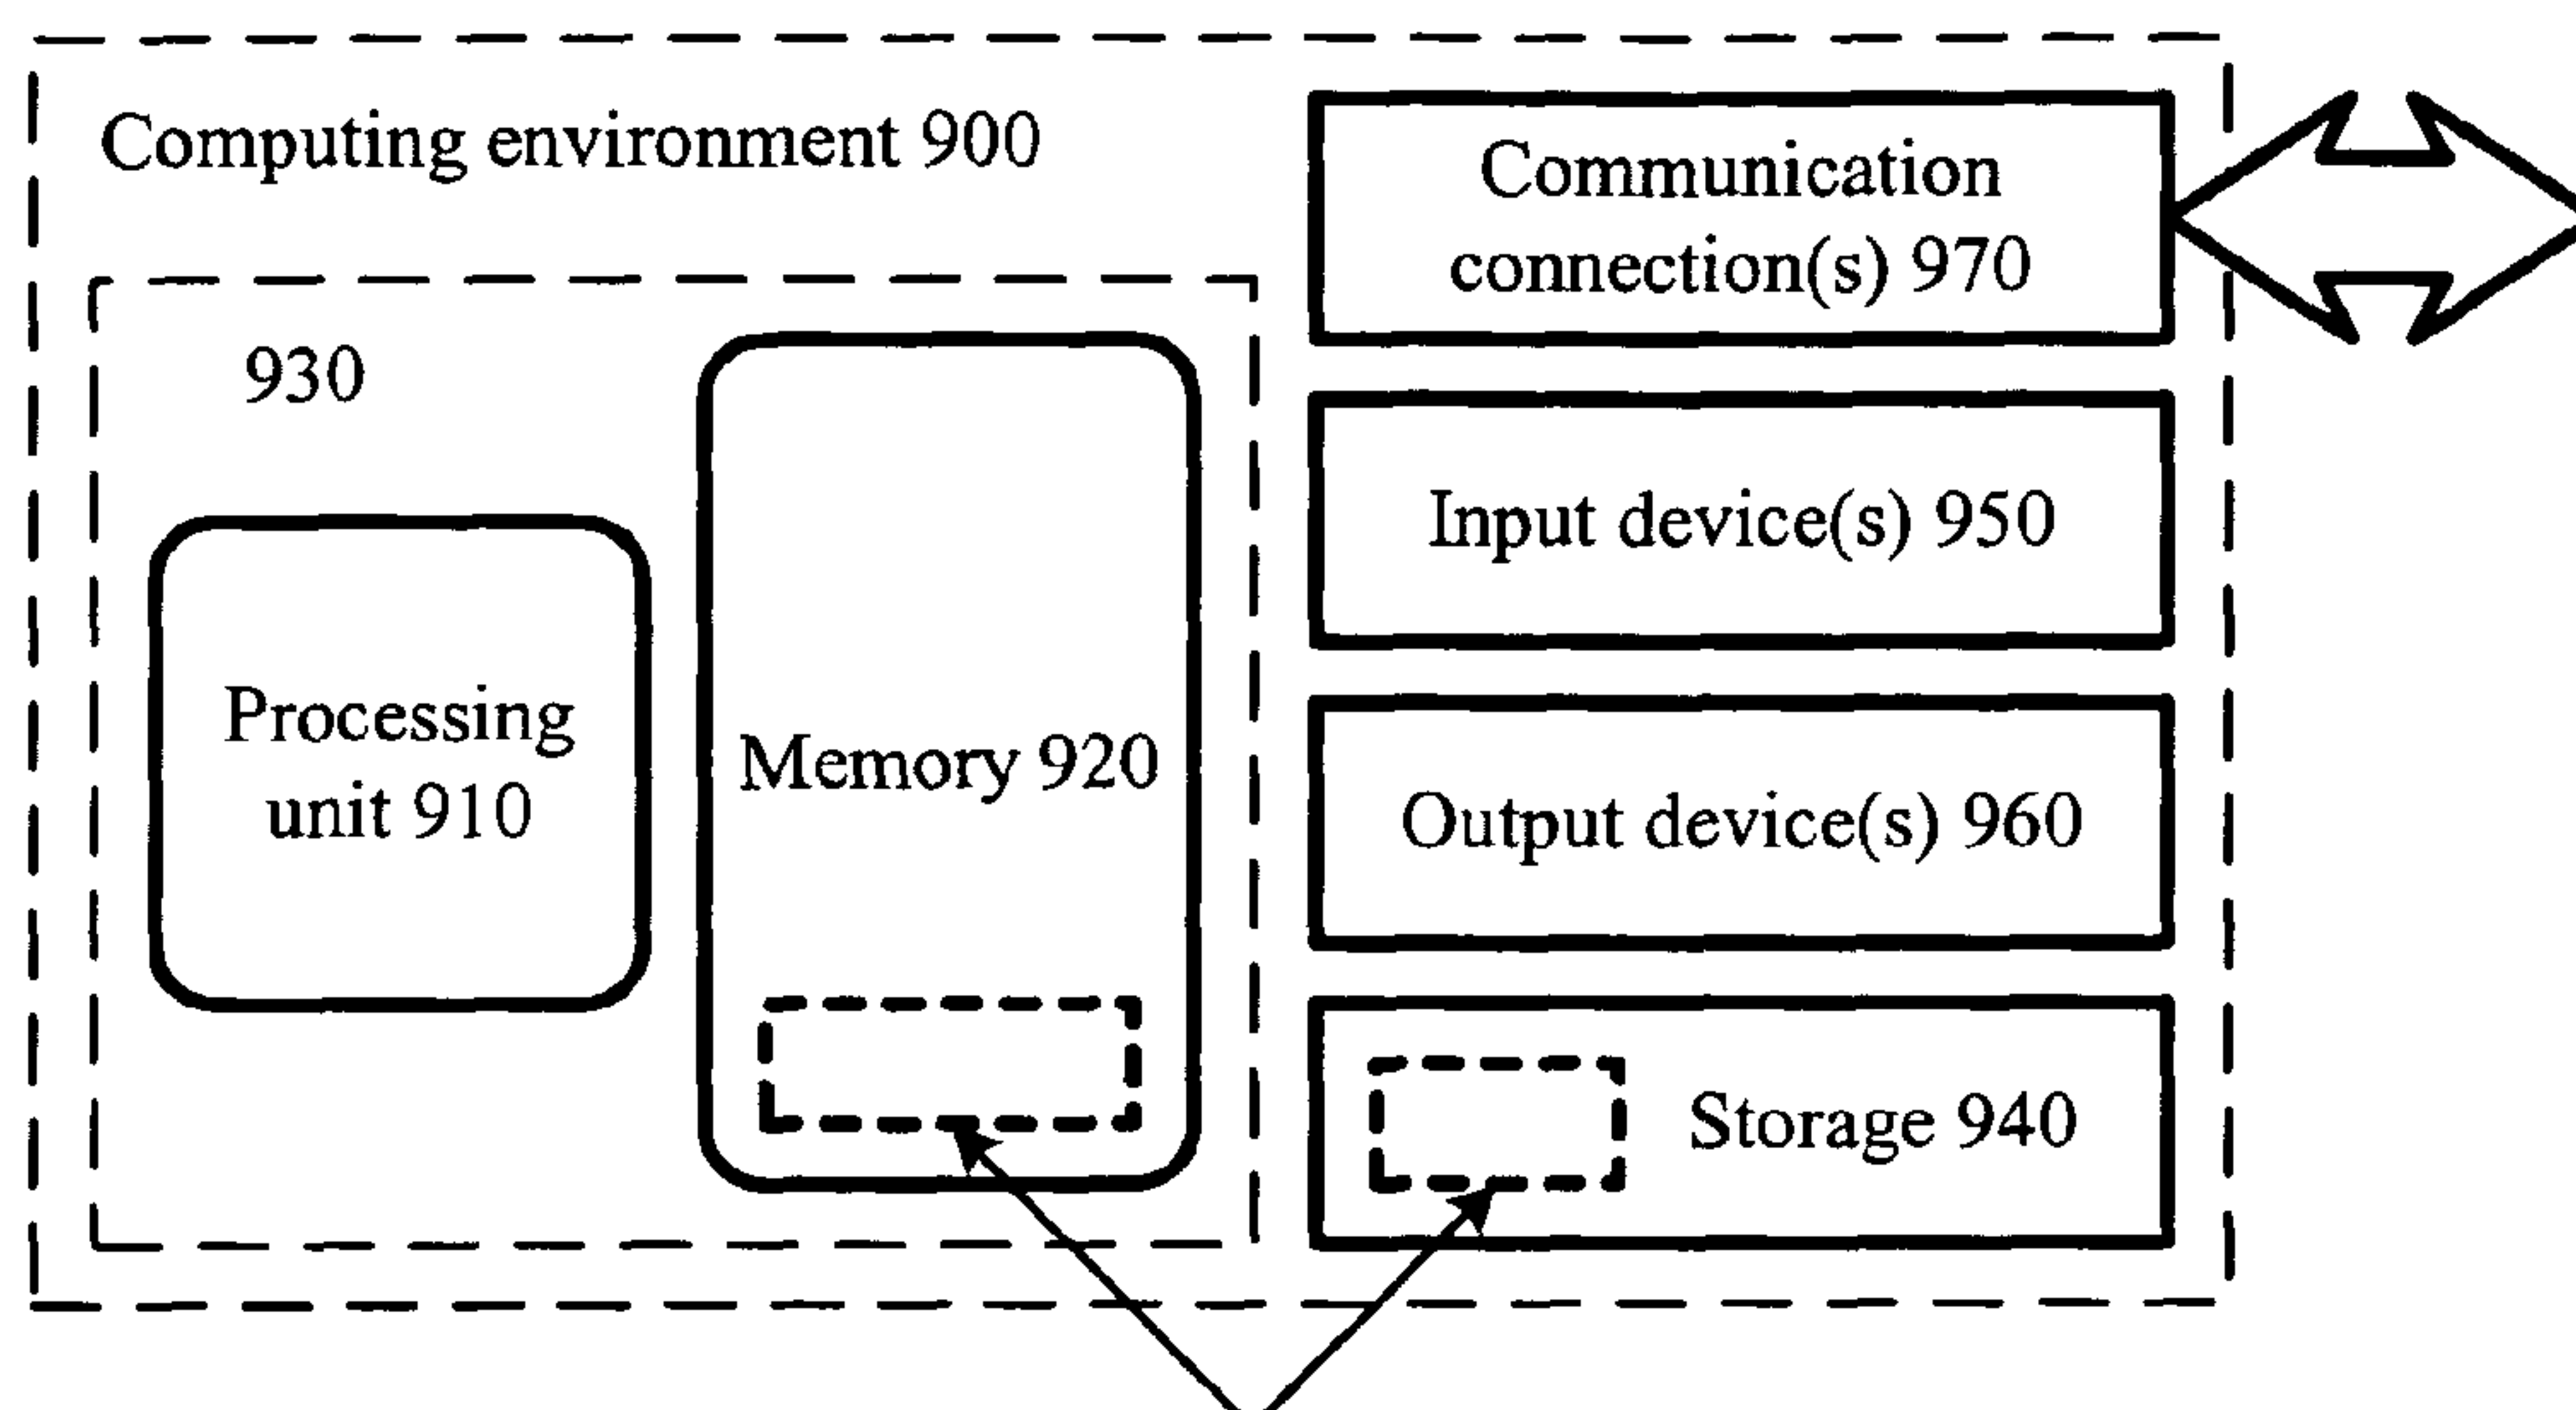 Computing environment 900
930
Processing
unit 910
Memory 920
Communication
connection(s) 970
Input device(s) 950
Output device(s) 960
Storage 940